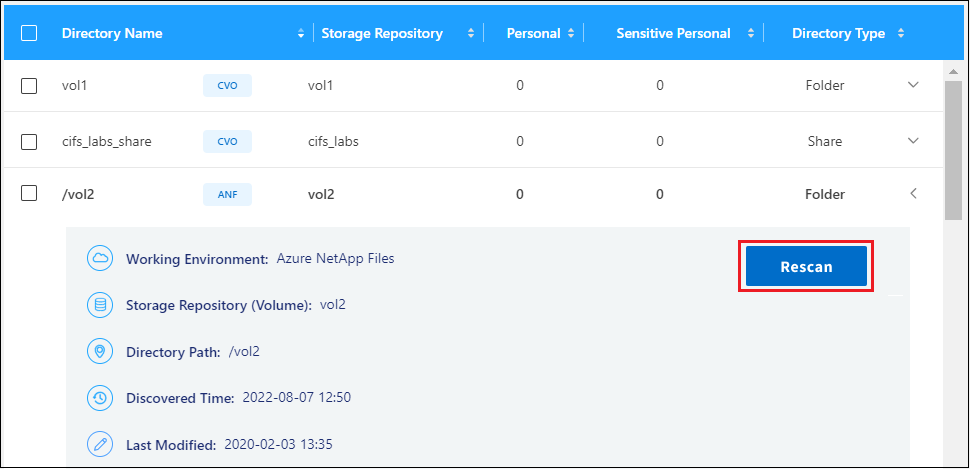 Directory Name Storage Repository Personal Sensitive Personal Directory Type
vol1 CVO vol1 0 0 Folder
cifs_labs_share CVO cifs_labs 0 0 Share
/vol2 ANF vol2 0 0 Folder
Working Environment: Azure NetApp Files Rescan
Storage Repository (Volume): vol2
Directory Path: /vol2
Discovered Time: 2022-08-07 12:50
Last Modified: 2020-02-03 13:35